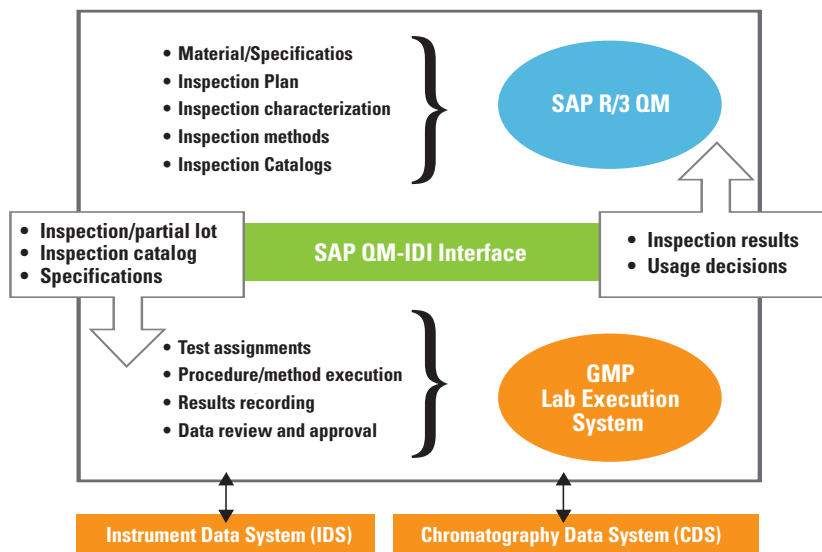 • Material/Specificatios
• Inspection Plan
• Inspection characterization
• Inspection methods
• Inspection Catalogs
SAP R/3 QM
• Inspection/partial lot
• Inspection catalog
• Specifications
SAP QM-IDI Interface
• Inspection results
• Usage decisions
• Test assignments
• Procedure/method execution
• Results recording
• Data review and approval
GMP
Lab Execution
System
Instrument Data System (IDS)
Chromatography Data System (CDS)